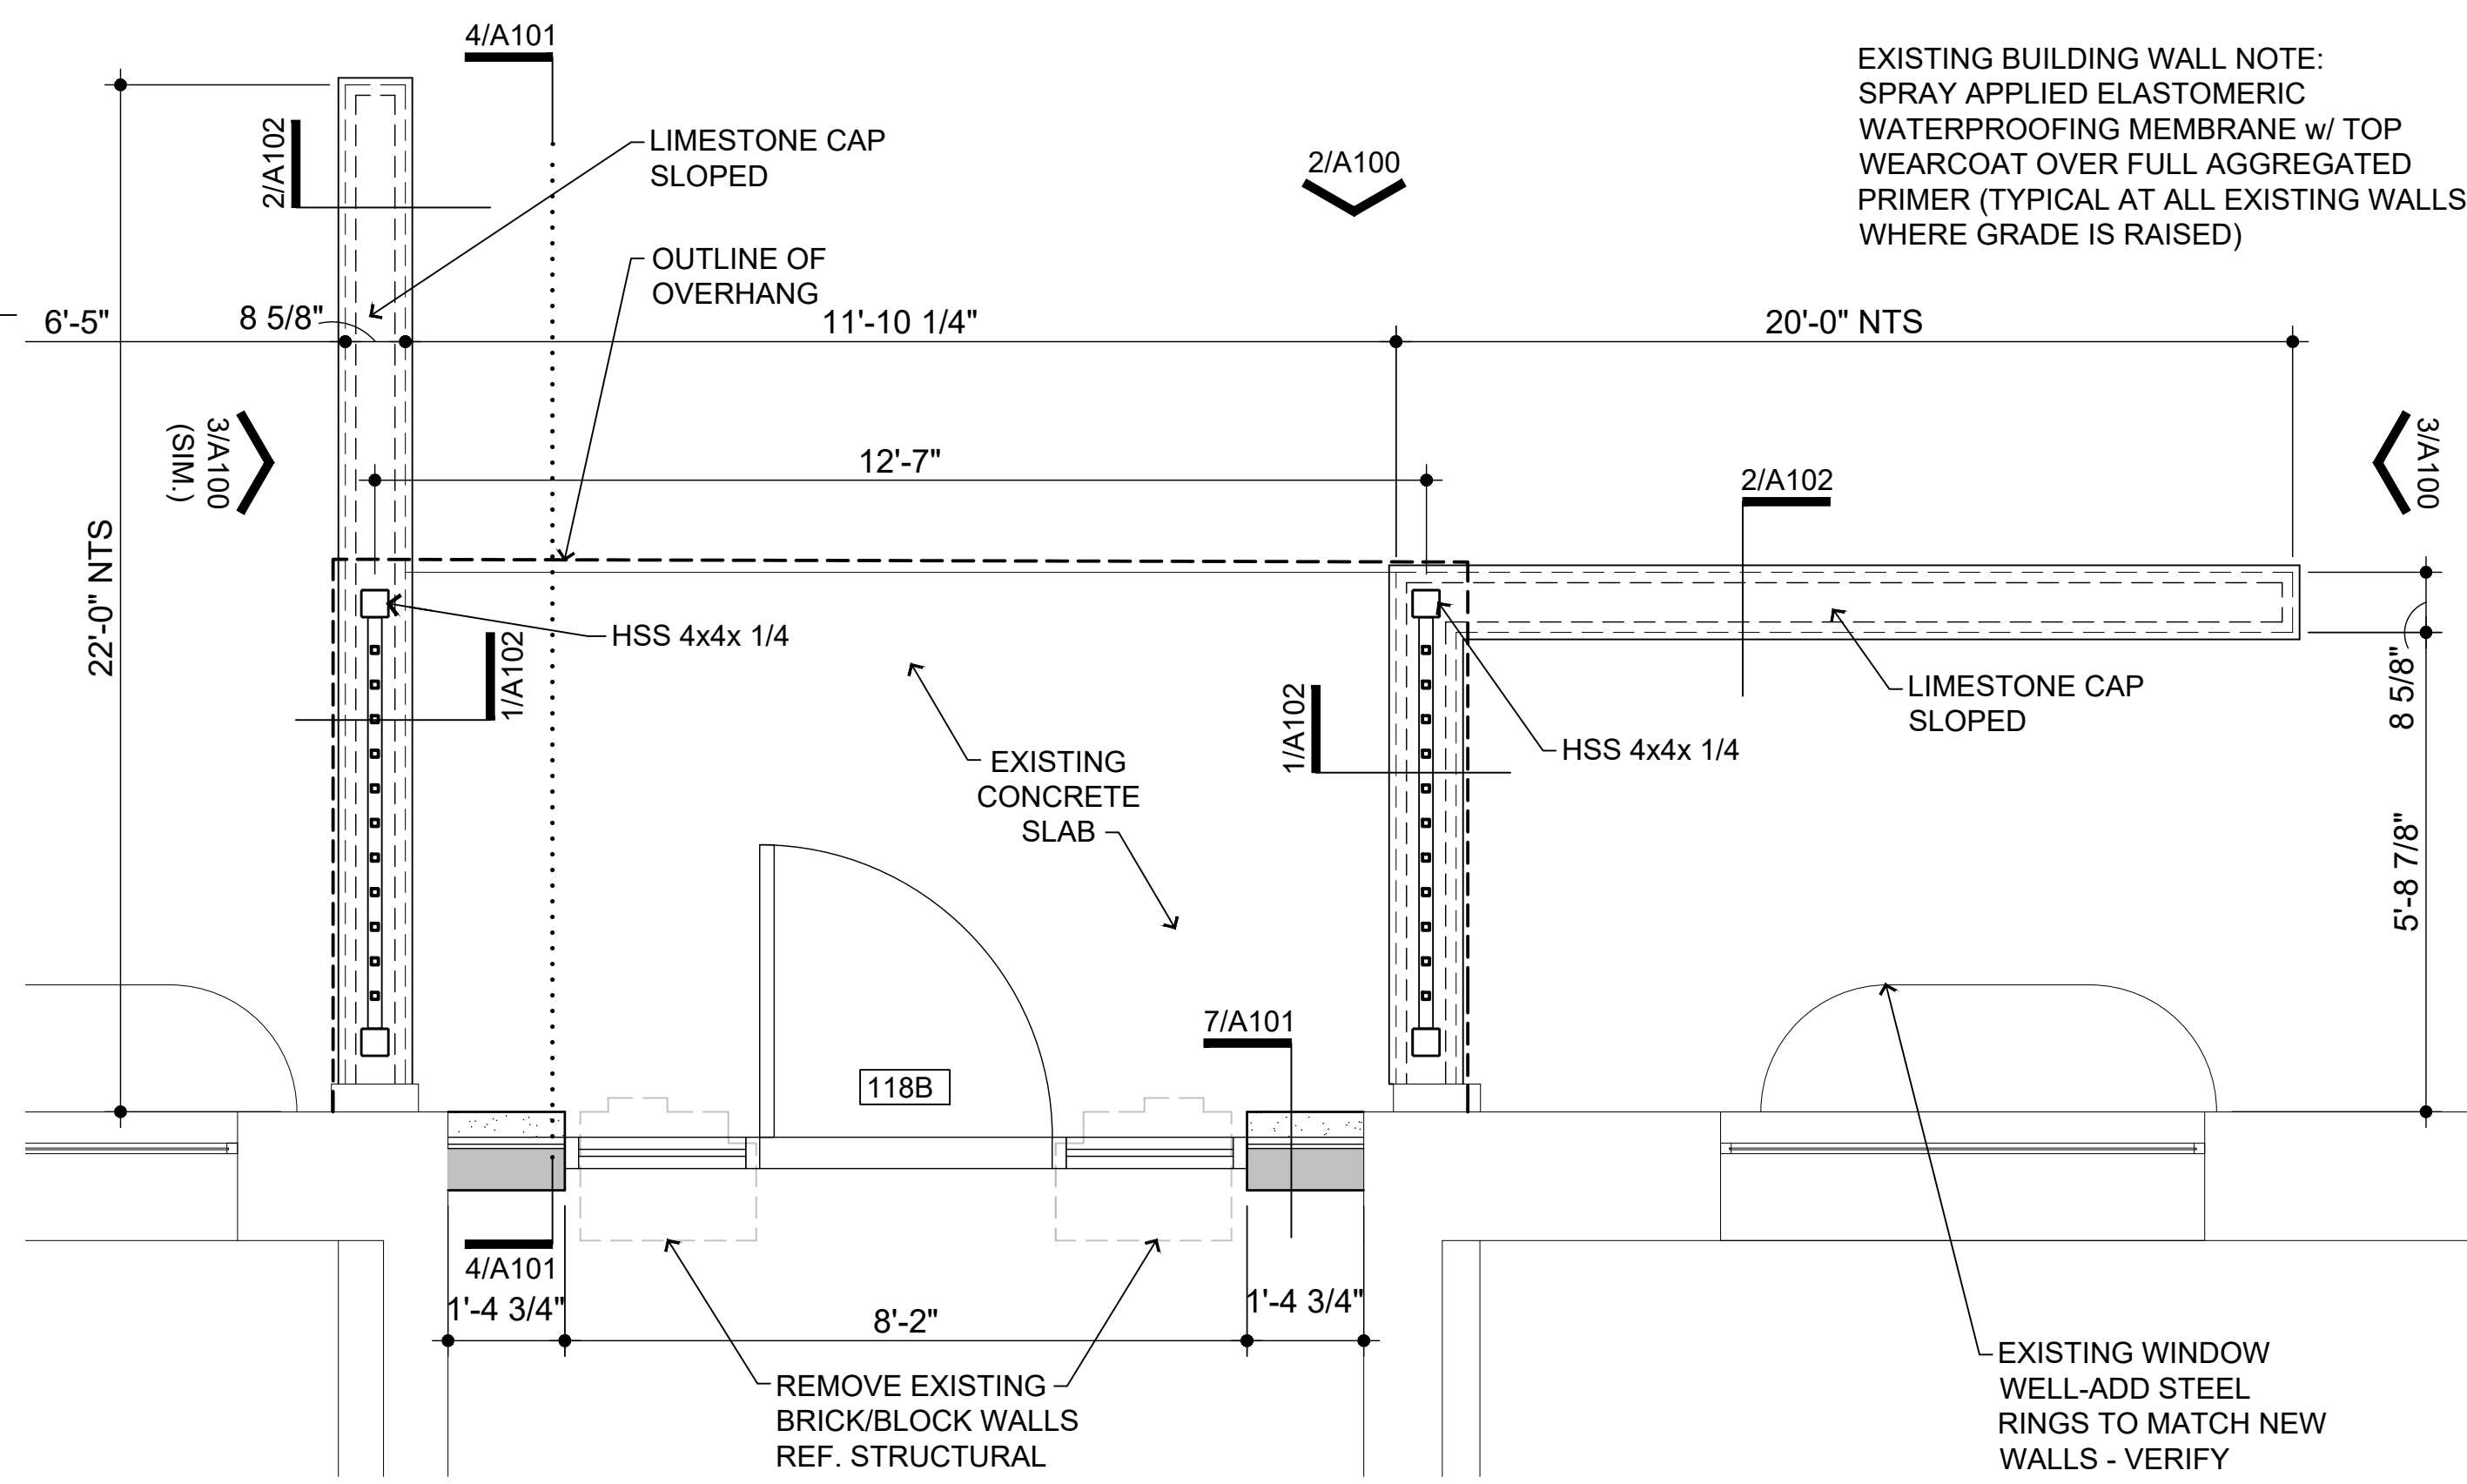 4/A101
EXISTING BUILDING WALL NOTE:
SPRAY APPLIED ELASTOMERIC
WATERPROOFING MEMBRANE w/ TOP
WEARCOAT OVER FULL AGGREGATED
PRIMER (TYPICAL AT ALL EXISTING WALLS
WHERE GRADE IS RAISED)
2/A102
LIMESTONE CAP
SLOPED
2/A100
OUTLINE OF
OVERHANG
6'-5"
8 5/8"
11'-10 1/4"
20'-0" NTS
3/A100
(SIM.)
12'-7"
2/A102
3/A100
22'-0" NTS
HSS 4x4x 1/4
1/A102
EXISTING
CONCRETE
SLAB
1/A102
HSS 4x4x 1/4
LIMESTONE CAP
SLOPED
8 5/8"
5'-8 7/8"
7/A101
118B
4/A101
1'-4 3/4"
8'-2"
1'-4 3/4"
REMOVE EXISTING
BRICK/BLOCK WALLS
REF. STRUCTURAL
EXISTING WINDOW
WELL-ADD STEEL
RINGS TO MATCH NEW
WALLS - VERIFY